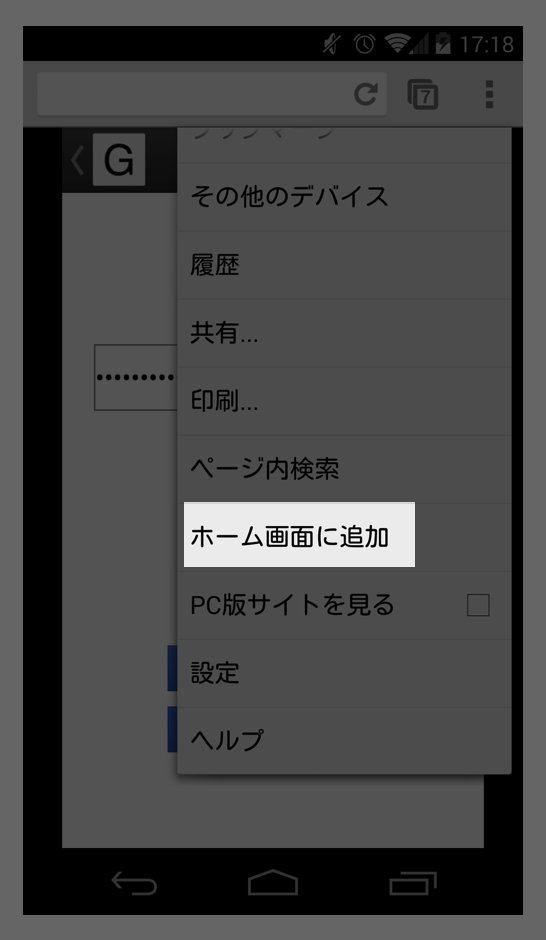 17:18
7
G
その他のデバイス
履歴
共有...
印刷...
ページ内検索
ホーム画面に追加
PC版サイトを見る
設定
ヘルプ